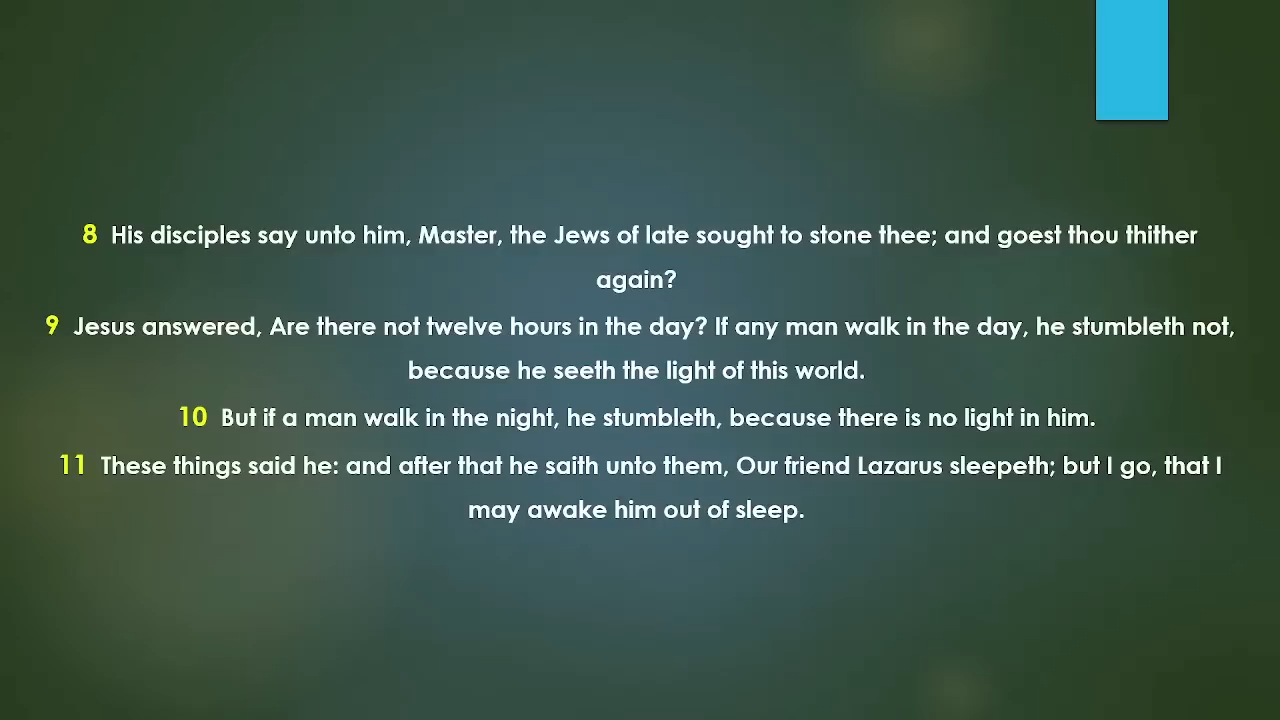 8 His disciples say unto him, Master, the Jews of late sought to stone thee; and goest thou thither
again?
9 Jesus answered, Are there not twelve hours in the day? If any man walk in the day, he stumbleth not,
because he seeth the light of this world.
10 But if a man walk in the night, he stumbleth, because there is no light in him.
11 These things said he: and after that he saith unto them, Our friend Lazarus sleepeth; but I go, that I
may awake him out of sleep.